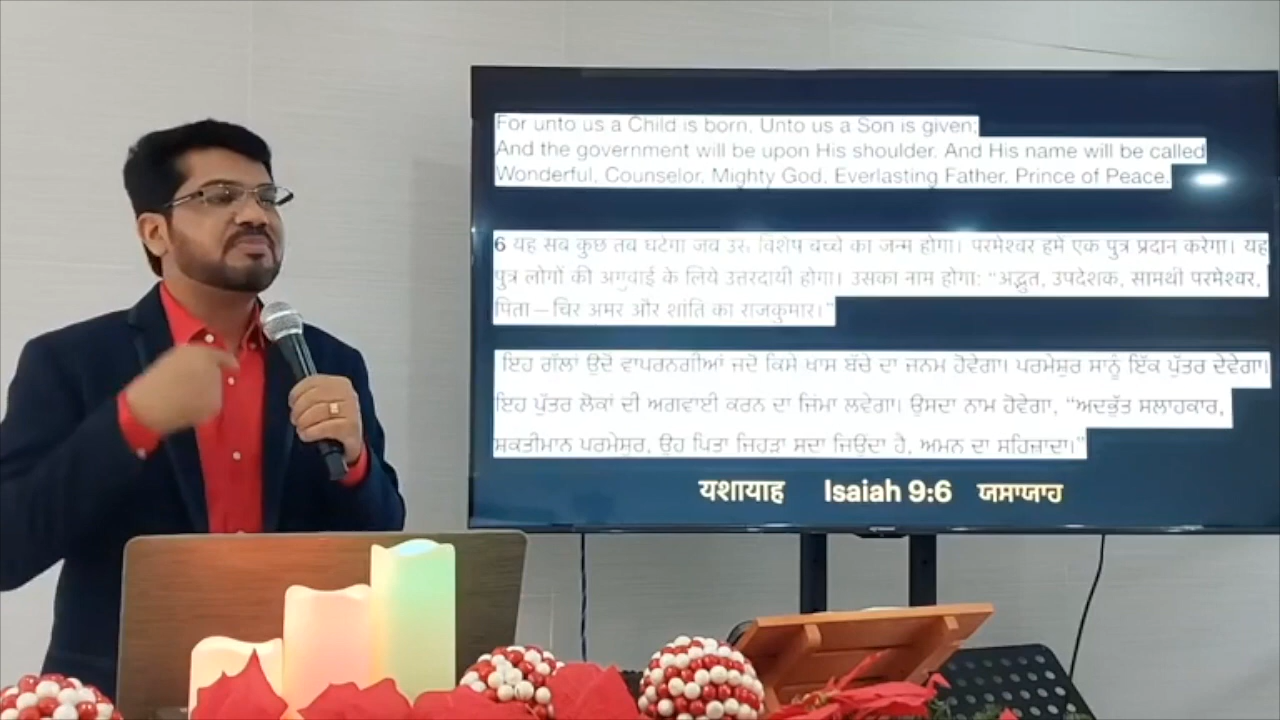 For unto us a Child is born, Unto us a Son is given;
And the government will be upon His shoulder. And His name will be called
Wonderful, Counselor, Mighty God, Everlasting Father, Prince of Peace.
6 यह सब कुछ तब घटेगा जब उस विशेष बच्चे का जन्म होगा। परमेश्वर हमें एक पुत्र प्रदान करेगा। यह
पुत्र लोगों की अगुवाई के लिये उत्तरदायी होगा। उसका नाम होगा: “अद्भुत, उपदेशक, सामर्थी परमेश्वर,
पिता—चिर अमर और शांति का राजकुमार।”
ਇਹ ਗੱਲਾਂ ਉਦੋਂ ਵਾਪਰਨਗੀਆਂ ਜਦੋਂ ਕਿਸੇ ਖਾਸ ਬੱਚੇ ਦਾ ਜਨਮ ਹੋਵੇਗਾ। ਪਰਮੇਸ਼ੁਰ ਸਾਨੂੰ ਇੱਕ ਪੁੱਤਰ ਦੇਵੇਗਾ।
ਇਹ ਪੁੱਤਰ ਲੋਕਾਂ ਦੀ ਅਗਵਾਈ ਕਰਨ ਦਾ ਜਿਂਮਾ ਲਵੇਗਾ। ਉਸਦਾ ਨਾਮ ਹੋਵੇਗਾ, “ਅਦਭੁੱਤ ਸਲਾਹਕਾਰ,
ਸ਼ਕਤੀਮਾਨ ਪਰਮੇਸ਼ੁਰ, ਉਹ ਪਿਤਾ ਜਿਹੜਾ ਸਦਾ ਜਿਉਂਦਾ ਹੈ, ਅਮਨ ਦਾ ਸਹਿਜ਼ਾਦਾ।”
यशायाह Isaiah 9:6 ਯਸਾਯਾਹ